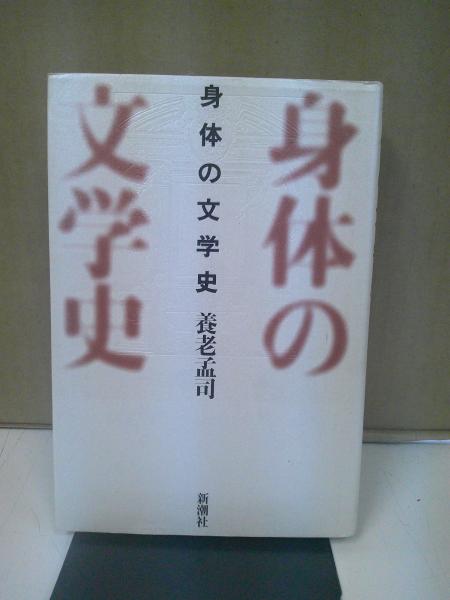 身体の
文学史
身体の文学史
養老孟司
新潮社